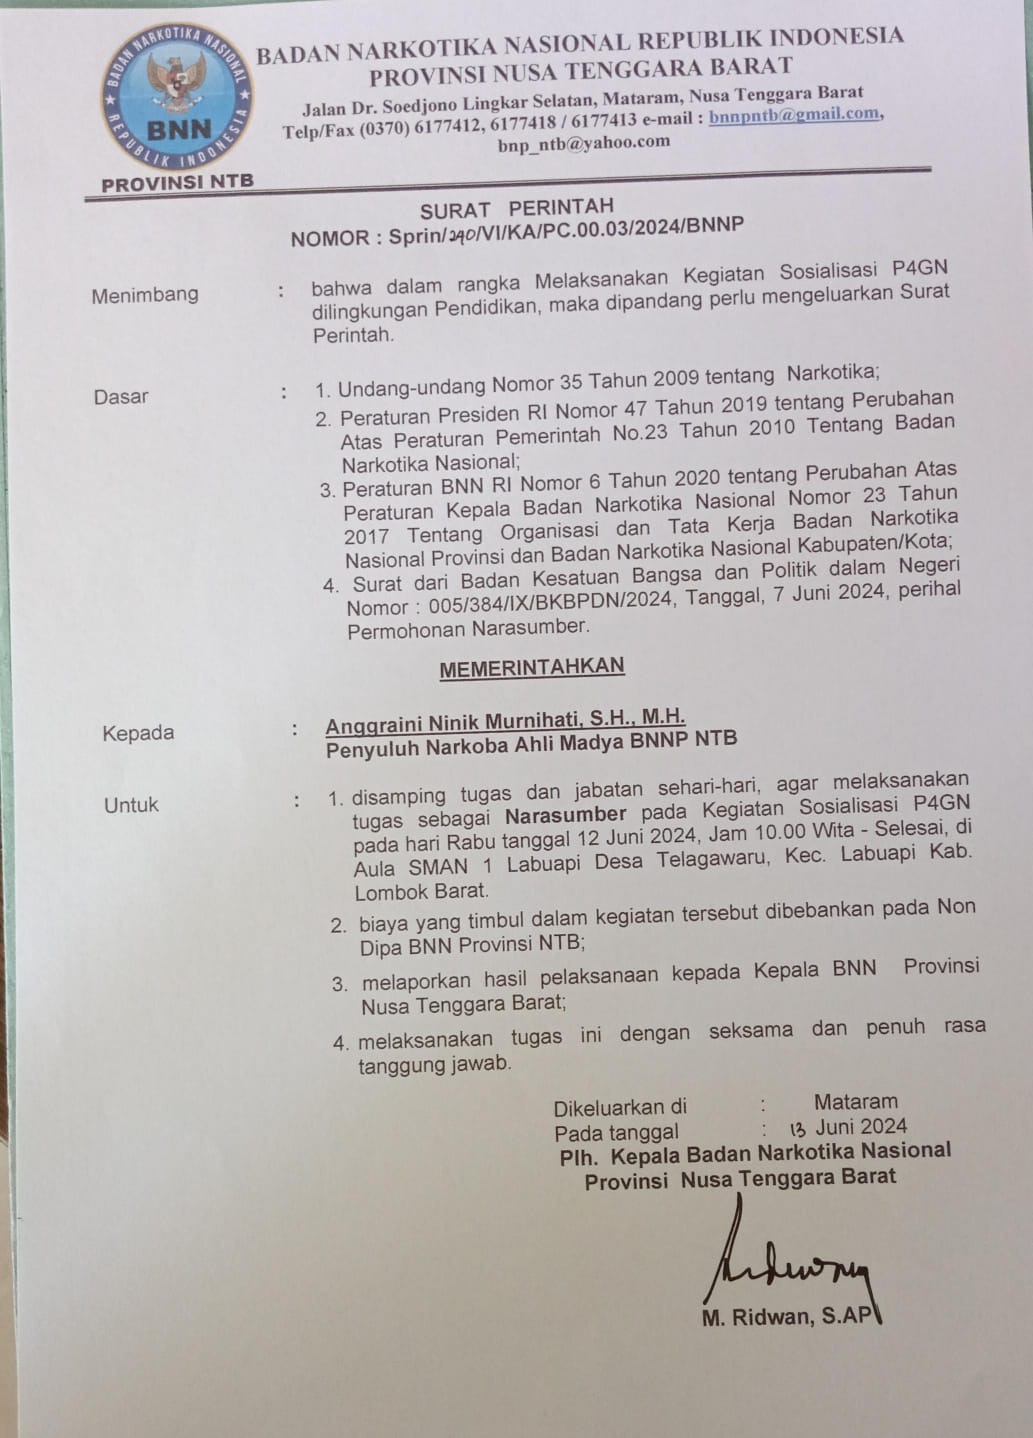 BADAN NARKOTIKA NASIONAL
REPUBLIK INDONESIA
BNN
PROVINSI NTB
BADAN NARKOTIKA NASIONAL REPUBLIK INDONESIA
PROVINSI NUSA TENGGARA BARAT
Jalan Dr. Soedjono Lingkar Selatan, Mataram, Nusa Tenggara Barat
Telp/Fax (0370) 6177412, 6177418 / 6177413 e-mail : bnnpntb@gmail.com,
bnp_ntb@yahoo.com
SURAT PERINTAH
NOMOR : Sprin/240/VI/KA/PC.00.03/2024/BNNP
Menimbang : bahwa dalam rangka Melaksanakan Kegiatan Sosialisasi P4GN
dilingkungan Pendidikan, maka dipandang perlu mengeluarkan Surat
Perintah.
Dasar : 1. Undang-undang Nomor 35 Tahun 2009 tentang Narkotika;
2. Peraturan Presiden RI Nomor 47 Tahun 2019 tentang Perubahan
Atas Peraturan Pemerintah No.23 Tahun 2010 Tentang Badan
Narkotika Nasional;
3. Peraturan BNN RI Nomor 6 Tahun 2020 tentang Perubahan Atas
Peraturan Kepala Badan Narkotika Nasional Nomor 23 Tahun
2017 Tentang Organisasi dan Tata Kerja Badan Narkotika
Nasional Provinsi dan Badan Narkotika Nasional Kabupaten/Kota;
4. Surat dari Badan Kesatuan Bangsa dan Politik dalam Negeri
Nomor : 005/384/IX/BKBPDN/2024, Tanggal, 7 Juni 2024, perihal
Permohonan Narasumber.
MEMERINTAHKAN
Kepada : Anggraini Ninik Murnihati, S.H., M.H.
Penyuluh Narkoba Ahli Madya BNNP NTB
Untuk : 1. disamping tugas dan jabatan sehari-hari, agar melaksanakan
tugas sebagai Narasumber pada Kegiatan Sosialisasi P4GN
pada hari Rabu tanggal 12 Juni 2024, Jam 10.00 Wita - Selesai, di
Aula SMAN 1 Labuapi Desa Telagawaru, Kec. Labuapi Kab.
Lombok Barat.
2. biaya yang timbul dalam kegiatan tersebut dibebankan pada Non
Dipa BNN Provinsi NTB;
3. melaporkan hasil pelaksanaan kepada Kepala BNN Provinsi
Nusa Tenggara Barat;
4. melaksanakan tugas ini dengan seksama dan penuh rasa
tanggung jawab.
Dikeluarkan di : Mataram
Pada tanggal : 13 Juni 2024
Plh. Kepala Badan Narkotika Nasional
Provinsi Nusa Tenggara Barat
M. Ridwan, S.AP